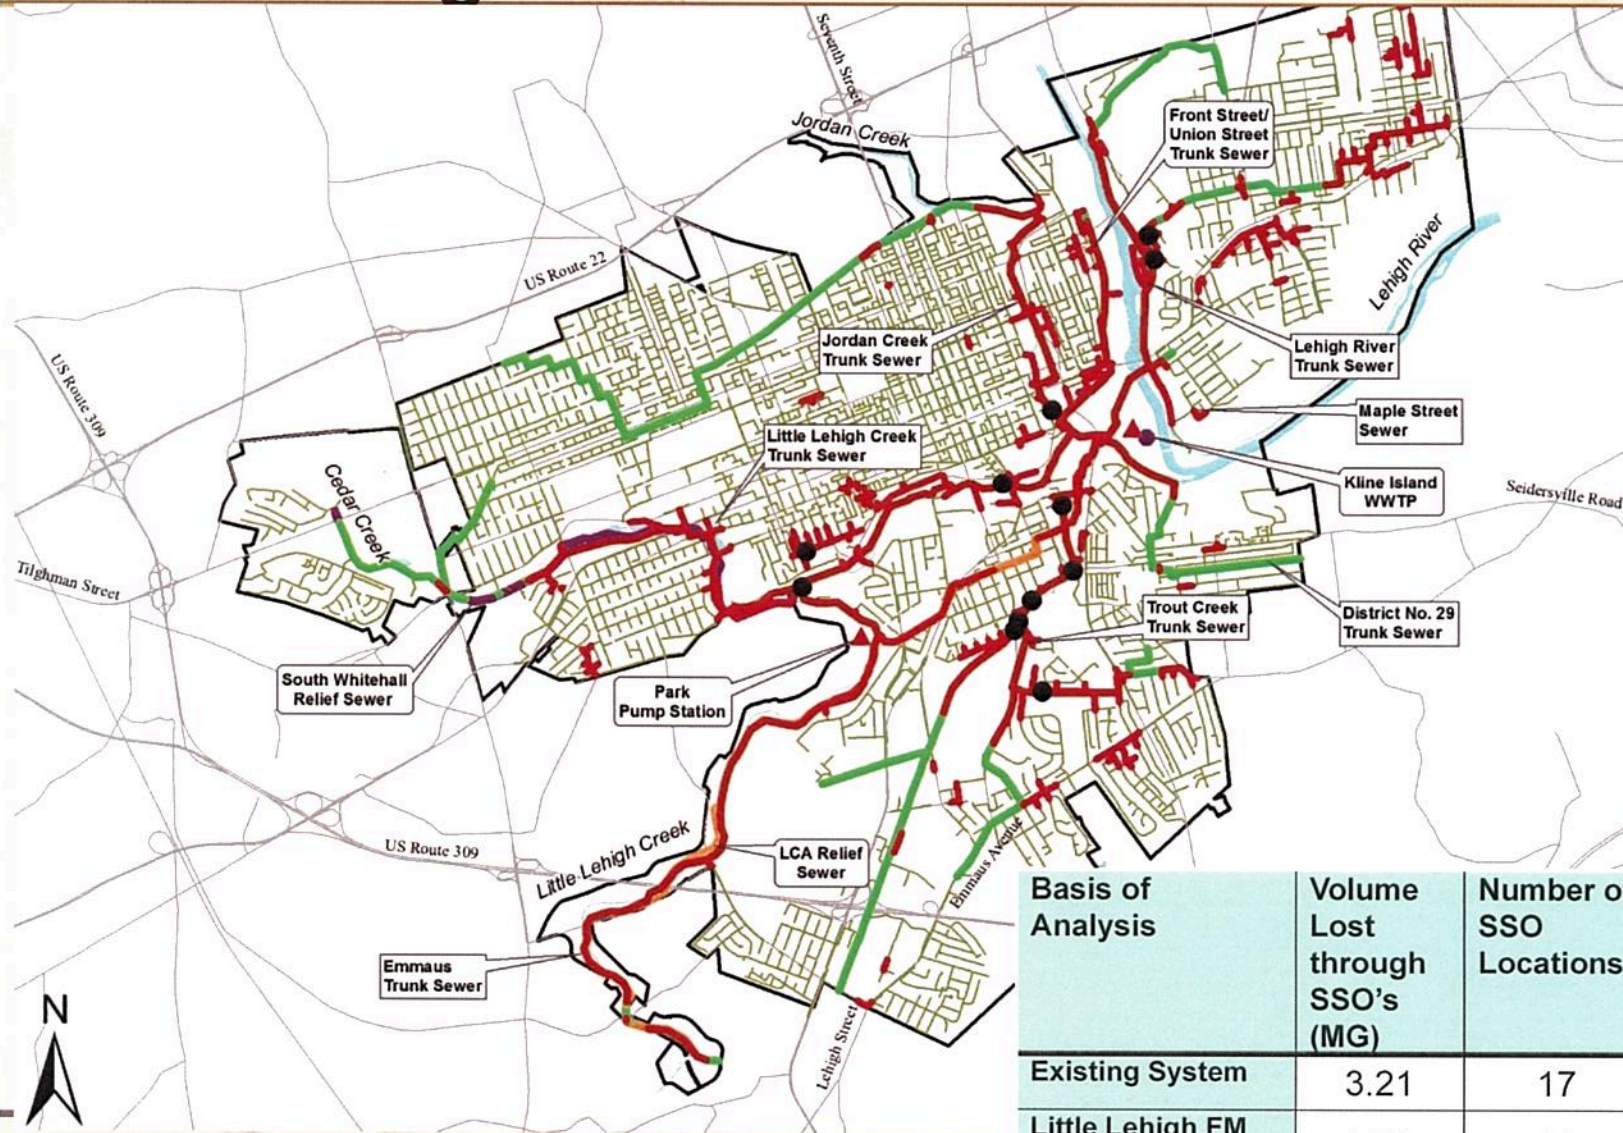 Seventh Street
Jordan Creek
Front Street/
Union Street
Trunk Sewer
US Route 22
Lehigh River
Jordan Creek
Trunk Sewer
Lehigh River
Trunk Sewer
US Route 309
Maple Street
Sewer
Little Lehigh Creek
Trunk Sewer
Cedar Creek
Kline Island
WWTP
Seidersville Road
Tilghman Street
Trout Creek
Trunk Sewer
District No. 29
Trunk Sewer
South Whitehall
Relief Sewer
Park
Pump Station
Little Lehigh Creek
US Route 309
LCA Relief
Sewer
Emmaus Avenue
Emmaus
Trunk Sewer
Lehigh Street
N
Basis of
Analysis
Volume
Lost
through
SSO's
(MG)
Number o
SSO
Locations
Existing System
3.21
17
Little Lehigh FM